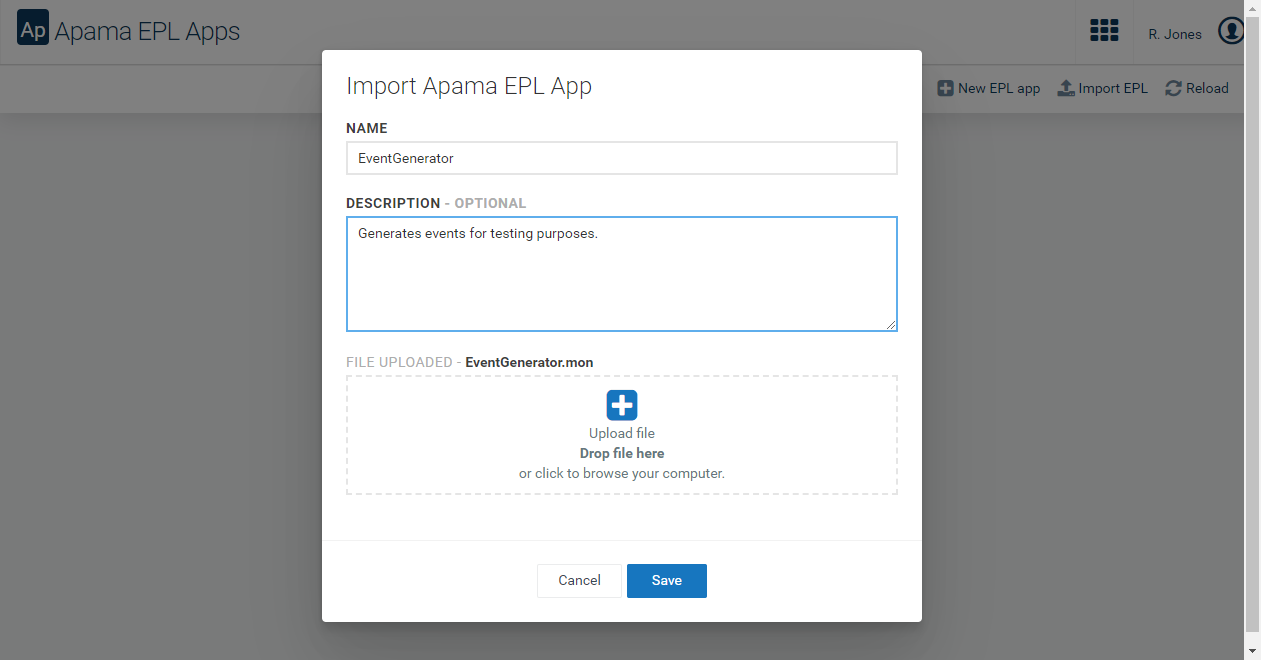 Ap Apama EPL Apps
R. Jones
New EPL app Import EPL Reload
Import Apama EPL App
NAME
EventGenerator
DESCRIPTION - OPTIONAL
Generates events for testing purposes.
FILE UPLOADED - EventGenerator.mon
Upload file
Drop file here
or click to browse your computer.
Cancel Save